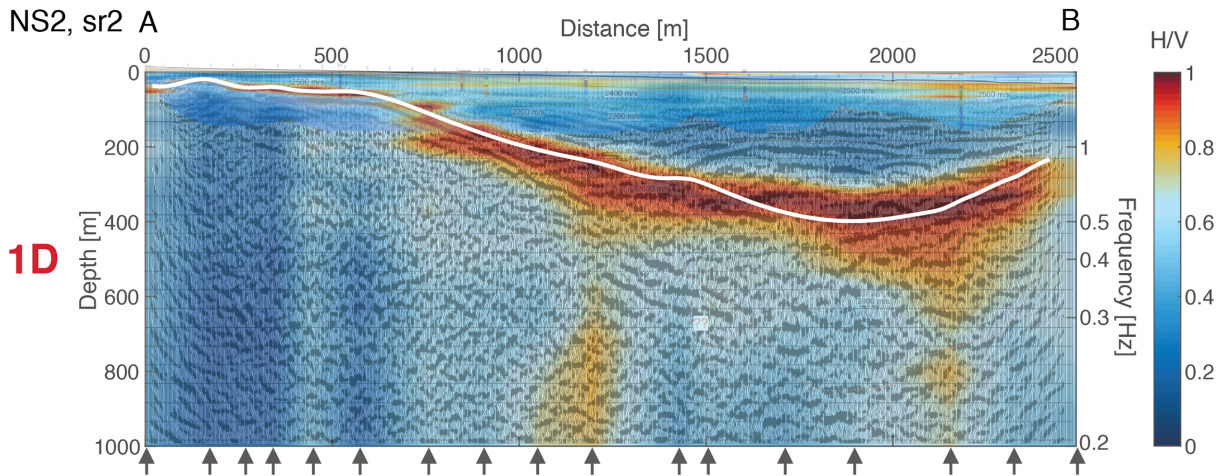 NS2, sr2 A
B
Distance [m]
0 500 1000 1500 2000 2500
H/V
0
200
400
600
800
1000
Depth [m]
1D
2500 m/s
2400 m/s
2500 m/s
2500 m/s
2200 m/s
2260 m/s
1
0.5
0.4
0.3
0.2
Frequency [Hz]
1
0.8
0.6
0.4
0.2
0